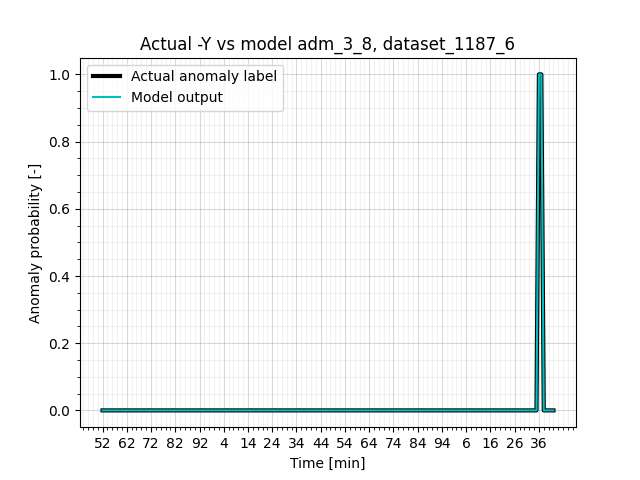 Actual -Y vs model adm_3_8, dataset_1187_6
Actual anomaly label
Model output
Anomaly probability [-]
1.0
0.8
0.6
0.4
0.2
0.0
52 62 72 82 92 4 14 24 34 44 54 64 74 84 94 6 16 26 36
Time [min]